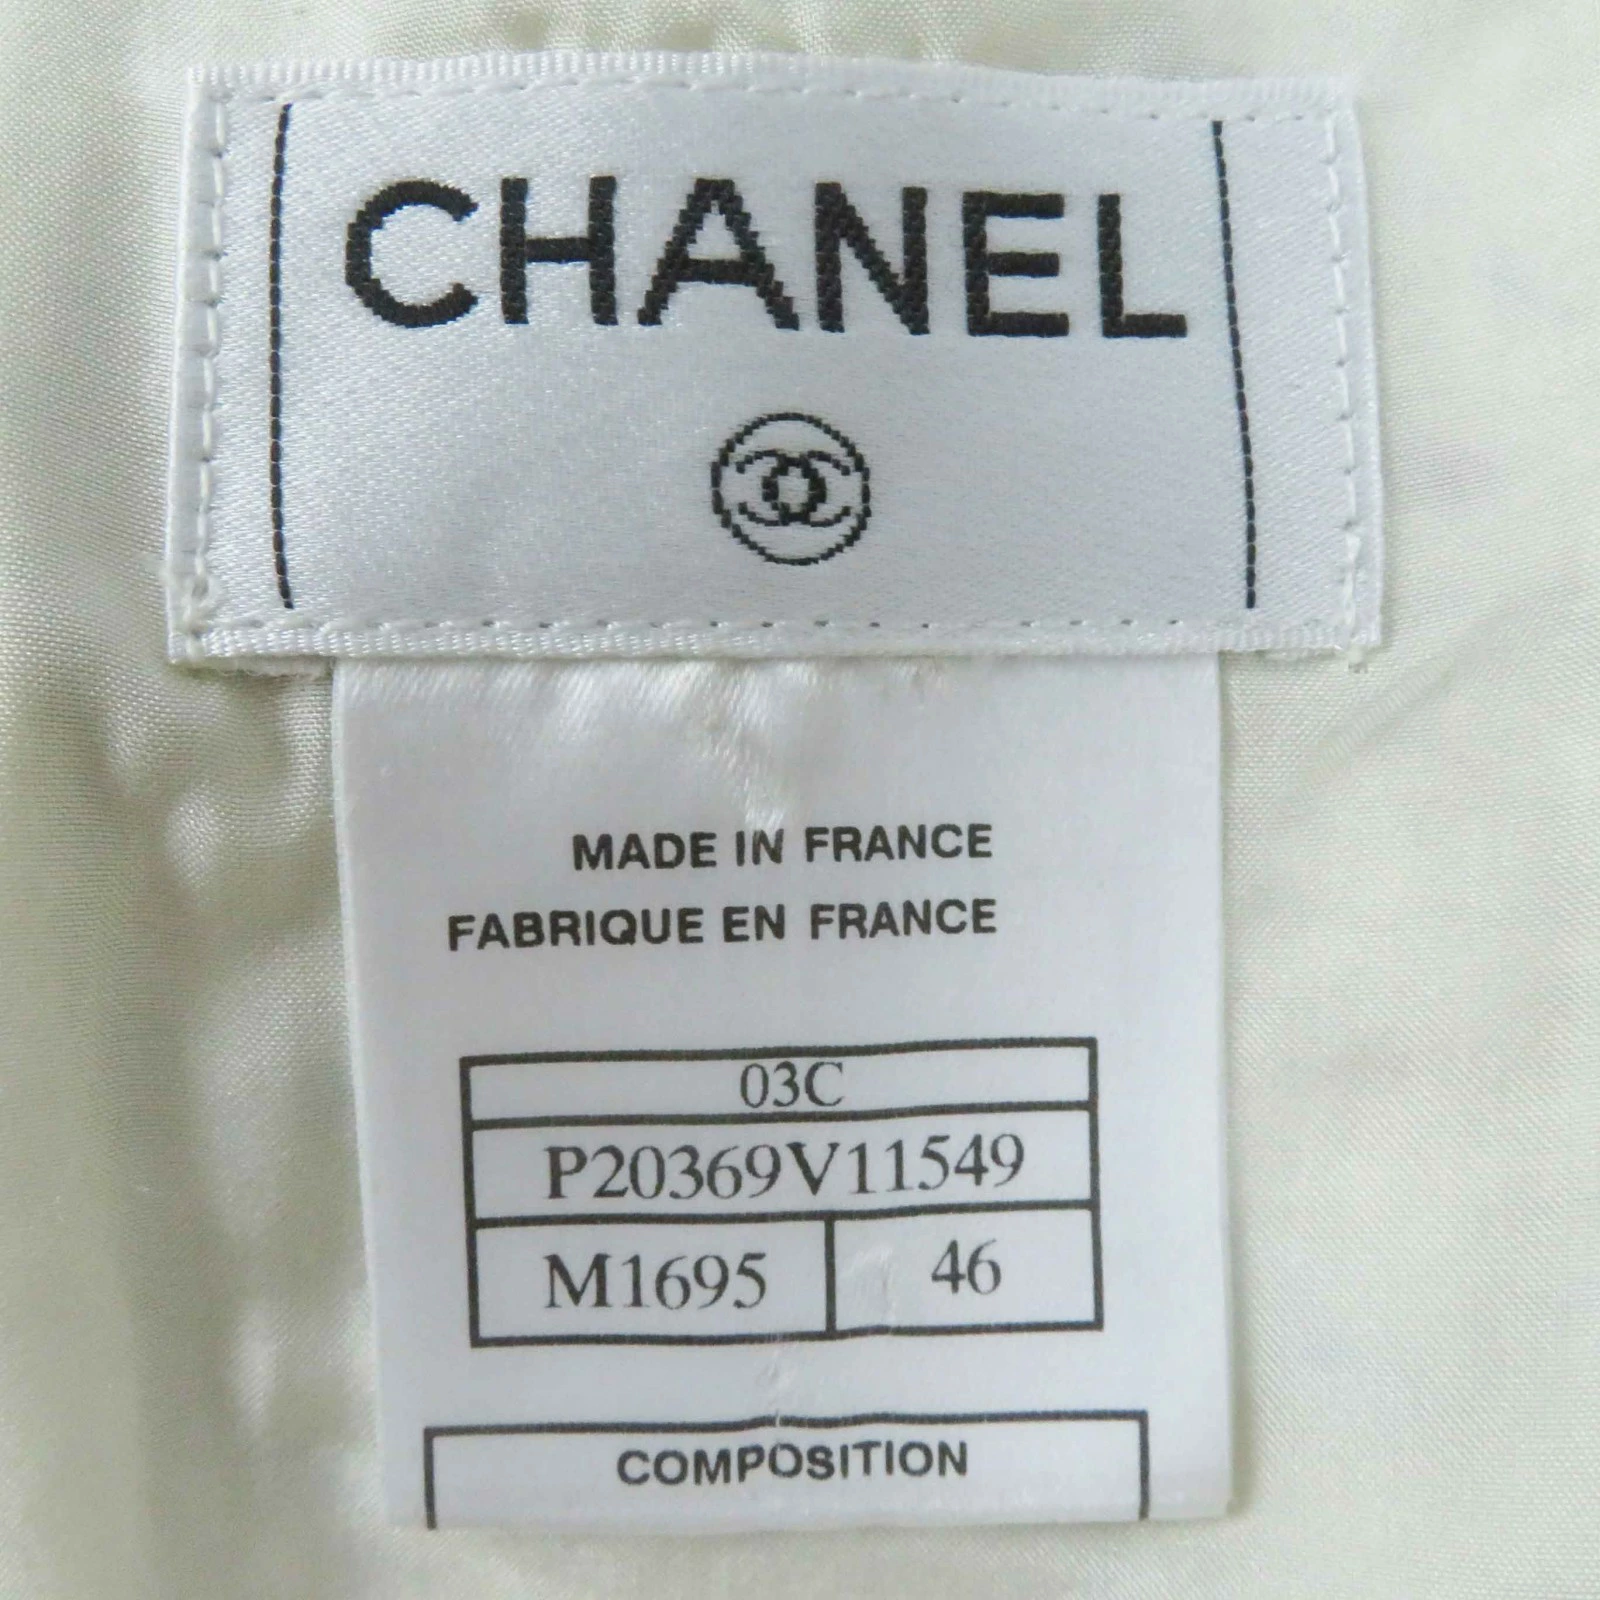 CHANEL
MADE IN FRANCE
FABRIQUE EN FRANCE
03C
P20369V11549
M1695 46
COMPOSITION